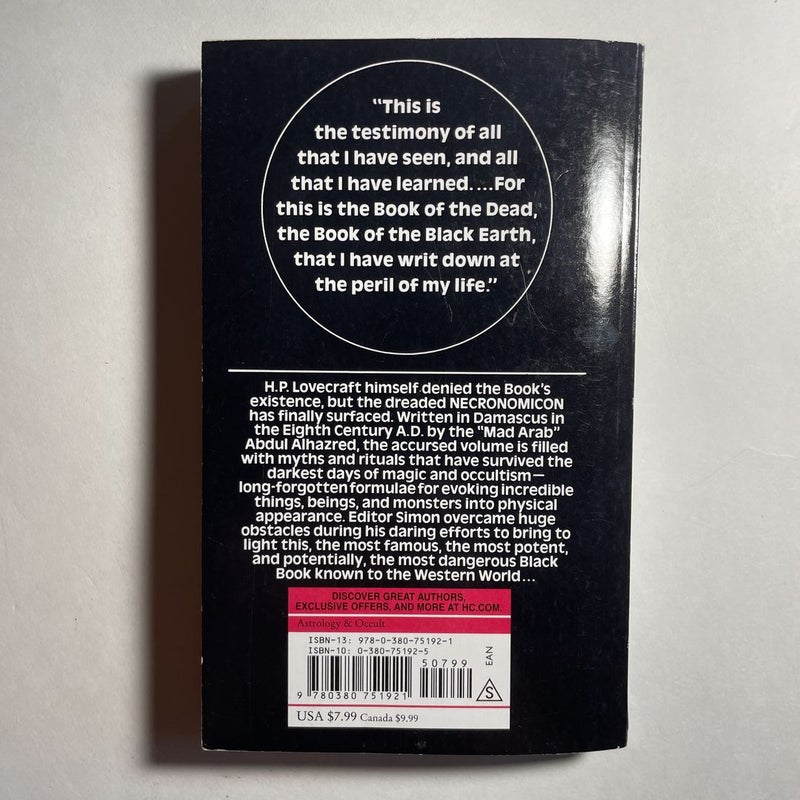 "This is
the testimony of all
that I have seen, and all
that I have learned....For
this is the Book of the Dead,
the Book of the Black Earth,
that I have writ down at
the peril of my life."
H.P. Lovecraft himself denied the Book's
existence, but the dreaded NECRONOMICON
has finally surfaced. Written in Damascus in
the Eighth Century A.D. by the "Mad Arab"
Abdul Alhazred, the accursed volume is filled
with myths and rituals that have survived the
darkest days of magic and occultism—
long-forgotten formulae for evoking incredible
things, beings, and monsters into physical
appearance. Editor Simon overcame huge
obstacles during his daring efforts to bring to
light this, the most famous, the most potent,
and potentially, the most dangerous Black
Book known to the Western World...
DISCOVER GREAT AUTHORS,
EXCLUSIVE OFFERS, AND MORE AT HC.COM.
Astrology & Occult
ISBN-13: 978-0-380-75192-1
ISBN-10: 0-380-75192-5
50799
EAN
9 780380 751921
S
USA $7.99 Canada $9.99